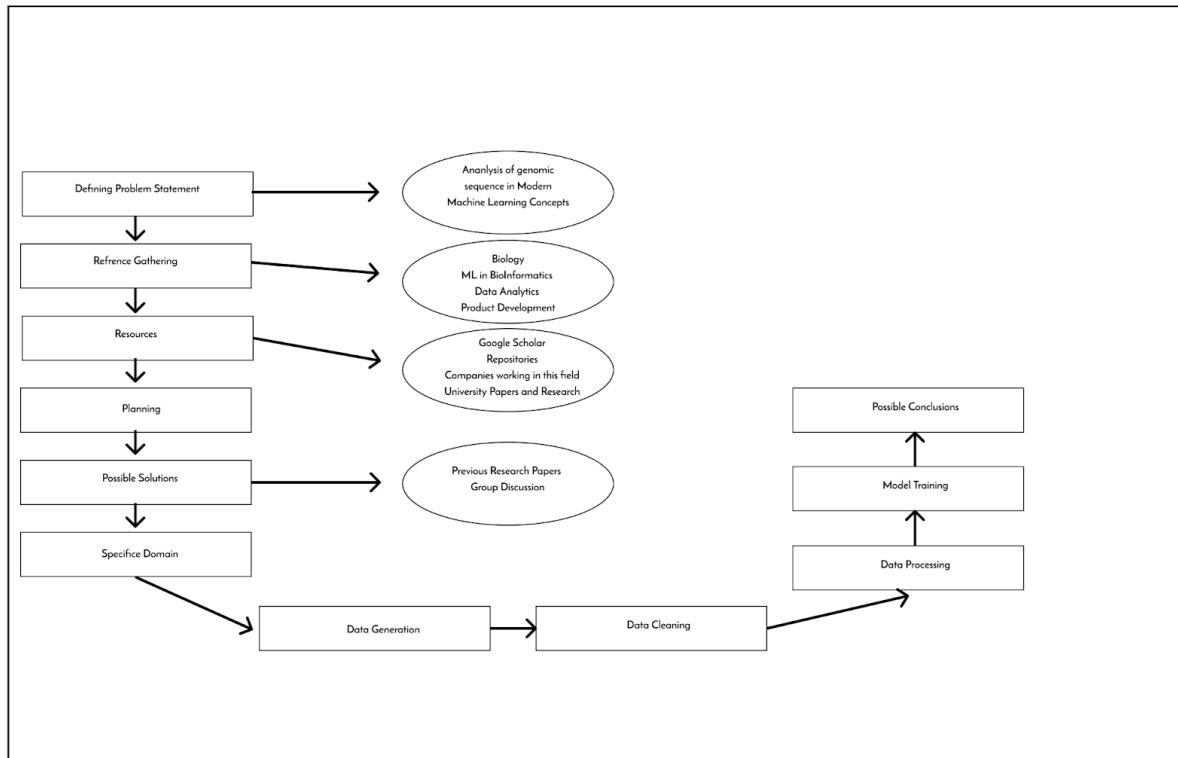 Defining Problem Statement
Ananlysis of genomic
sequence in Modern
Machine Learning Concepts
Refrence Gathering
Biology
ML in BioInformatics
Data Analytics
Product Development
Resources
Google Scholar
Repositories
Companies working in this field
University Papers and Research
Planning
Possible Solutions
Previous Research Papers
Group Discussion
Specifice Domain
Data Generation
Data Cleaning
Data Processing
Model Training
Possible Conclusions